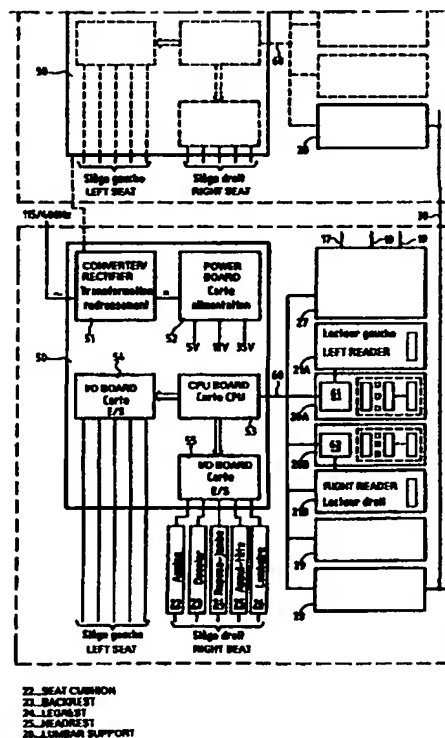 50
60
28
Siège gauche
LEFT SEAT
Siège droit
RIGHT SEAT
115/400Hz
30
17 18 19
CONVERTER/
RECTIFIER
Transformation
redressement
51
POWER
BOARD
Carte
alimentation
52
5V 18V 35V
27
50
54
Lecteur gauche
LEFT READER
21A
I/O BOARD
Carte
E/S
CPU BOARD
Carte CPU
53
60
61
20A
55
I/O BOARD
Carte
E/S
20B
RIGHT READER
Lecteur droit
21B
Assise
22
Dossier
23
Repose-jambe
24
Appui-tête
25
Lombaire
26
29
28
Siège gauche
LEFT SEAT
Siège droit
RIGHT SEAT
22_SEAT CUSHION
23_BACKREST
24_LEGREST
25_HEADREST
26_LUMBAR SUPPORT